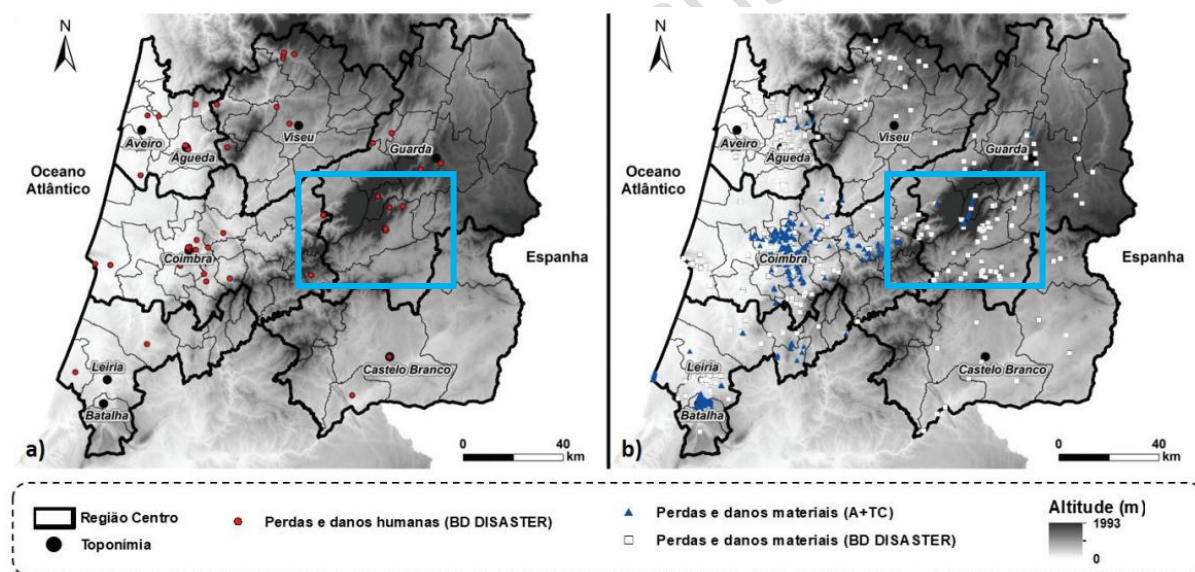 N
Viseu
Aveiro
Águeda
Guarda
Oceano
Atlântico
Coimbra
Espanha
Leiria
Castelo Branco
Batalha
a)
0 40
km
N
Viseu
Aveiro
Águeda
Guarda
Oceano
Atlântico
Coimbra
Espanha
Leiria
Castelo Branco
Batalha
b)
0 40
km
Região Centro
Toponímia
Perdas e danos humanas (BD DISASTER)
Perdas e danos materiais (A+TC)
Perdas e danos materiais (BD DISASTER)
Altitude (m)
1993
0